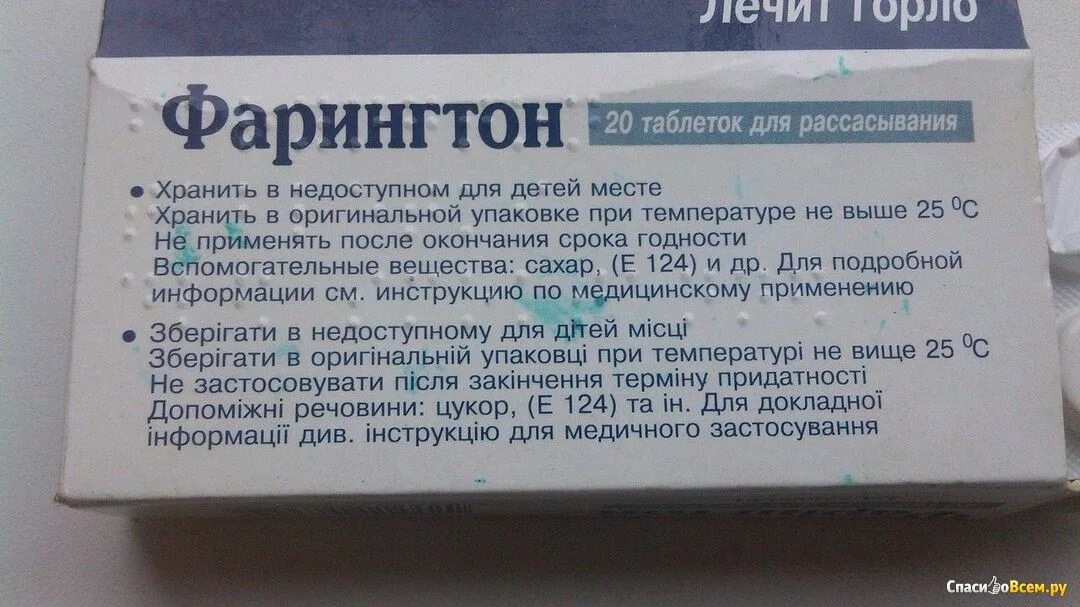 Лечит горло
Фарингтон
20 таблеток для рассасывания
• Хранить в недоступном для детей месте
Хранить в оригинальной упаковке при температуре не выше 25 ⁰C
Не применять после окончания срока годности
Вспомогательные вещества: сахар, (E 124) и др. Для подробной
информации см. инструкцию по медицинскому применению
• Зберігати в недоступному для дітей місці
Зберігати в оригінальній упаковці при температурі не вище 25 ⁰C
Не застосовувати після закінчення терміну придатності
Допоміжні речовини: цукор, (E 124) та ін. Для докладної
інформації див. інструкцію для медичного застосування
СпасибоВсем.ру